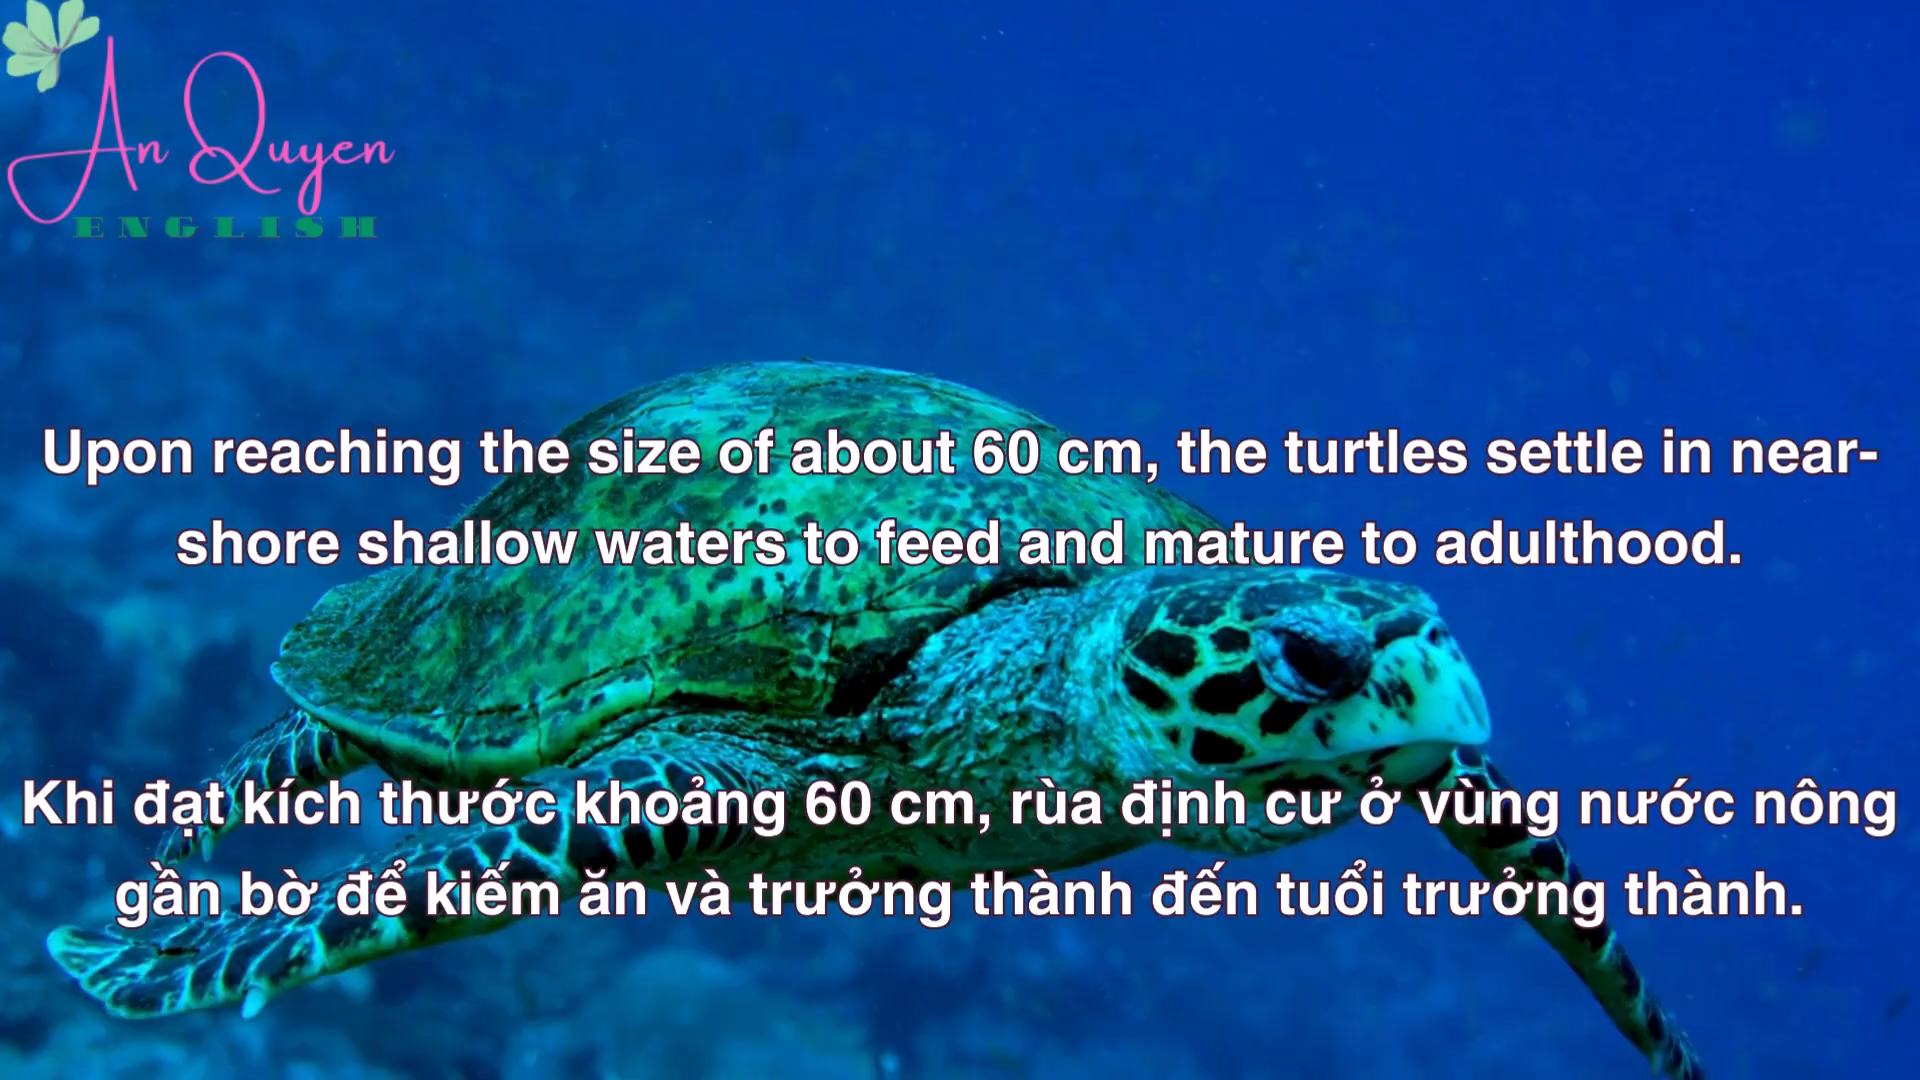 An Quyen
ENGLISH
Upon reaching the size of about 60 cm, the turtles settle in near-
shore shallow waters to feed and mature to adulthood.
Khi đạt kích thước khoảng 60 cm, rùa định cư ở vùng nước nông
gần bờ để kiếm ăn và trưởng thành đến tuổi trưởng thành.